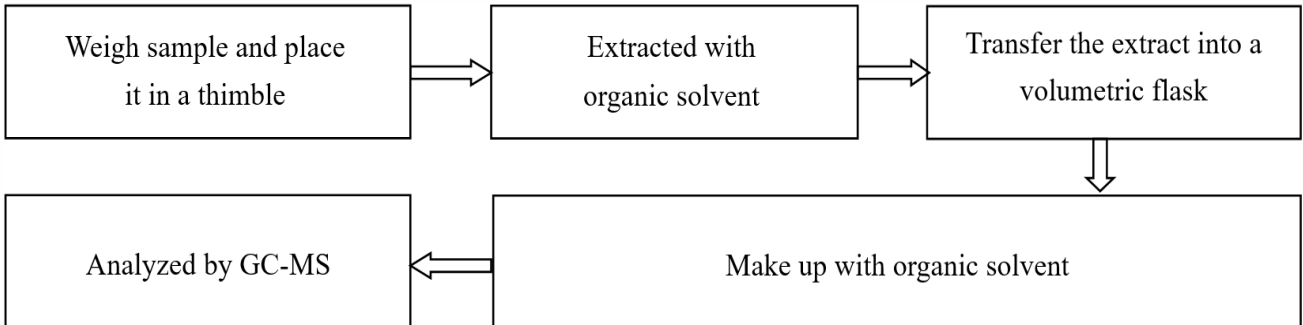 Weigh sample and place
it in a thimble
Extracted with
organic solvent
Transfer the extract into a
volumetric flask
Make up with organic solvent
Analyzed by GC-MS